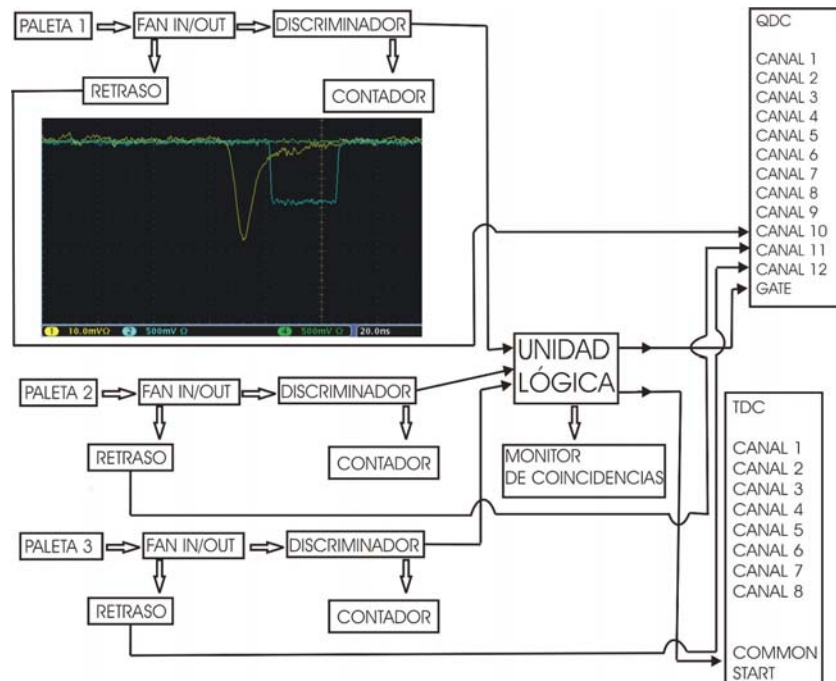 PALETA 1
FAN IN/OUT
DISCRIMINADOR
RETRASO
CONTADOR
1 10.0mVΩ 2 500mV Ω 4 500mV Ω 20.0ns
PALETA 2
FAN IN/OUT
DISCRIMINADOR
RETRASO
CONTADOR
PALETA 3
FAN IN/OUT
DISCRIMINADOR
RETRASO
CONTADOR
UNIDAD
LÓGICA
MONITOR
DE COINCIDENCIAS
QDC
CANAL 1
CANAL 2
CANAL 3
CANAL 4
CANAL 5
CANAL 6
CANAL 7
CANAL 8
CANAL 9
CANAL 10
CANAL 11
CANAL 12
GATE
TDC
CANAL 1
CANAL 2
CANAL 3
CANAL 4
CANAL 5
CANAL 6
CANAL 7
CANAL 8
COMMON
START